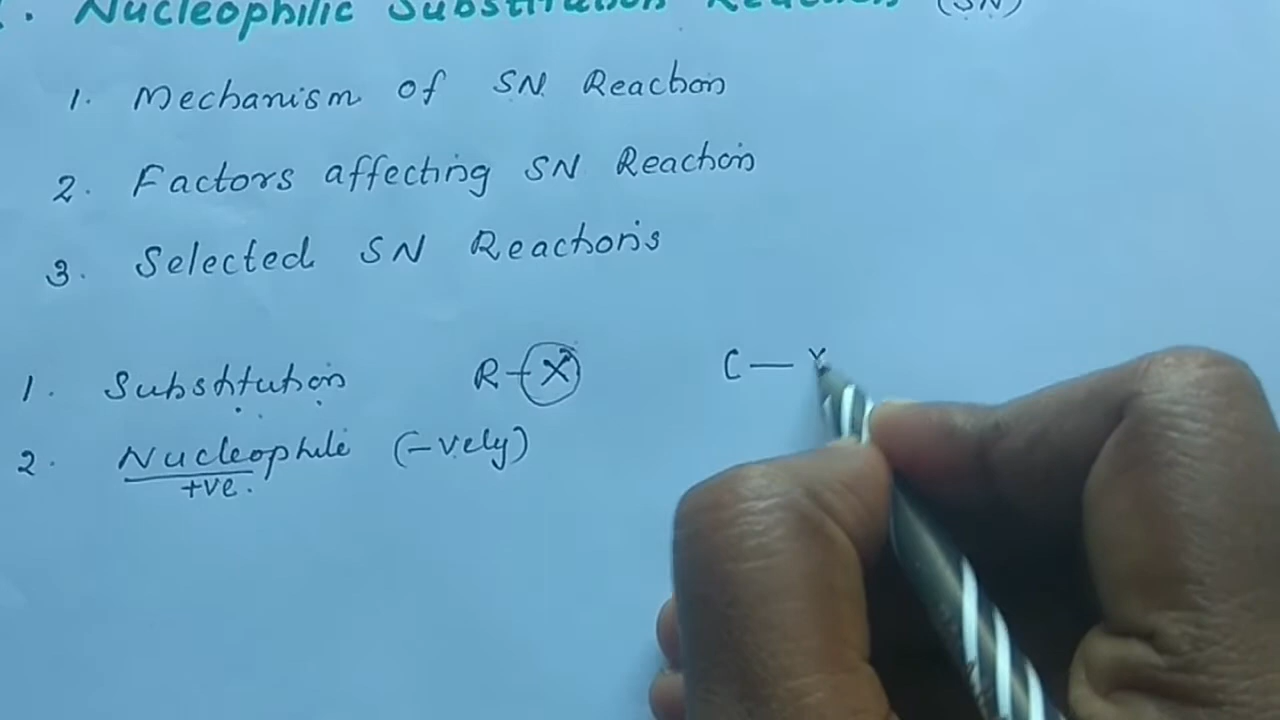 . Nucleophilic Substitution Reaction (SN)
1. Mechanism of SN Reaction
2. Factors affecting SN Reaction
3. Selected SN Reactions
1. Substitution R-X C-X
2. Nucleophile (-vely)
+ve.